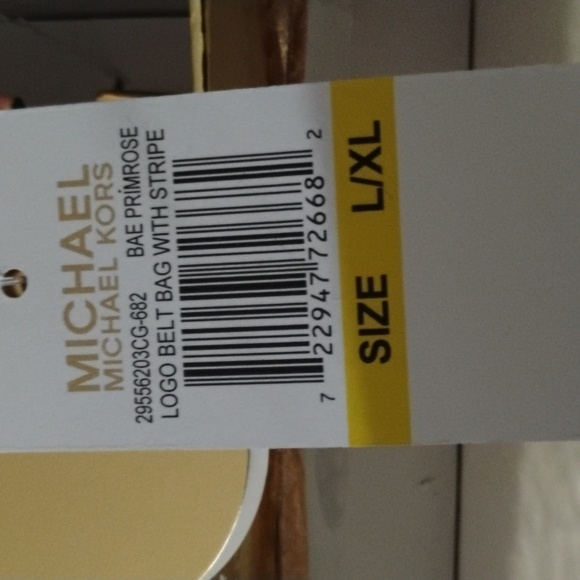 MICHAEL
MICHAEL KORS
29556203CG-682 BAE PRIMROSE
LOGO BELT BAG WITH STRIPE
7 22947 72668 2
SIZE L/XL